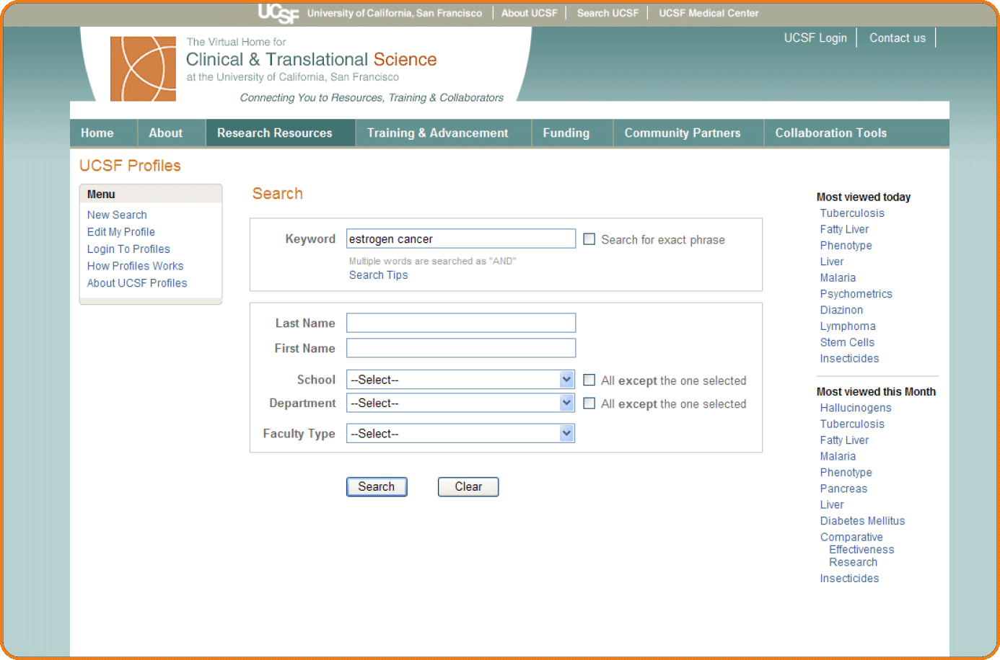 UCSF University of California, San Francisco About UCSF Search UCSF UCSF Medical Center
UCSF Login Contact us
The Virtual Home for
Clinical & Translational Science
at the University of California, San Francisco
Connecting You to Resources, Training & Collaborators
Home About Research Resources Training & Advancement Funding Community Partners Collaboration Tools
UCSF Profiles
Menu
New Search
Edit My Profile
Login To Profiles
How Profiles Works
About UCSF Profiles
Search
Keyword estrogen cancer Search for exact phrase
Multiple words are searched as "AND"
Search Tips
Last Name
First Name
School --Select-- All except the one selected
Department --Select-- All except the one selected
Faculty Type --Select--
Search Clear
Most viewed today
Tuberculosis
Fatty Liver
Phenotype
Liver
Malaria
Psychometrics
Diazinon
Lymphoma
Stem Cells
Insecticides
Most viewed this Month
Hallucinogens
Tuberculosis
Fatty Liver
Malaria
Phenotype
Pancreas
Liver
Diabetes Mellitus
Comparative
Effectiveness
Research
Insecticides